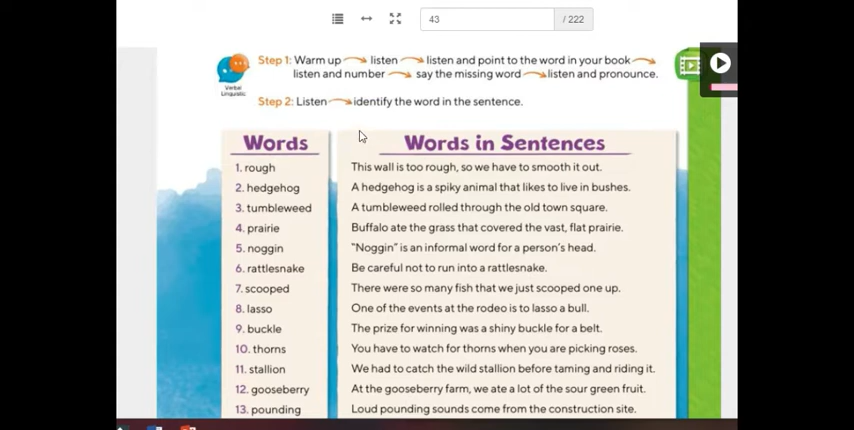 43 / 222
Step 1: Warm up listen listen and point to the word in your book
listen and number say the missing word listen and pronounce.
Verbal
Linguistic
Step 2: Listen identify the word in the sentence.
Words Words in Sentences
1. rough This wall is too rough, so we have to smooth it out.
2. hedgehog A hedgehog is a spiky animal that likes to live in bushes.
3. tumbleweed A tumbleweed rolled through the old town square.
4. prairie Buffalo ate the grass that covered the vast, flat prairie.
5. noggin "Noggin" is an informal word for a person's head.
6. rattlesnake Be careful not to run into a rattlesnake.
7. scooped There were so many fish that we just scooped one up.
8. lasso One of the events at the rodeo is to lasso a bull.
9. buckle The prize for winning was a shiny buckle for a belt.
10. thorns You have to watch for thorns when you are picking roses.
11. stallion We had to catch the wild stallion before taming and riding it.
12. gooseberry At the gooseberry farm, we ate a lot of the sour green fruit.
13. pounding Loud pounding sounds come from the construction site.